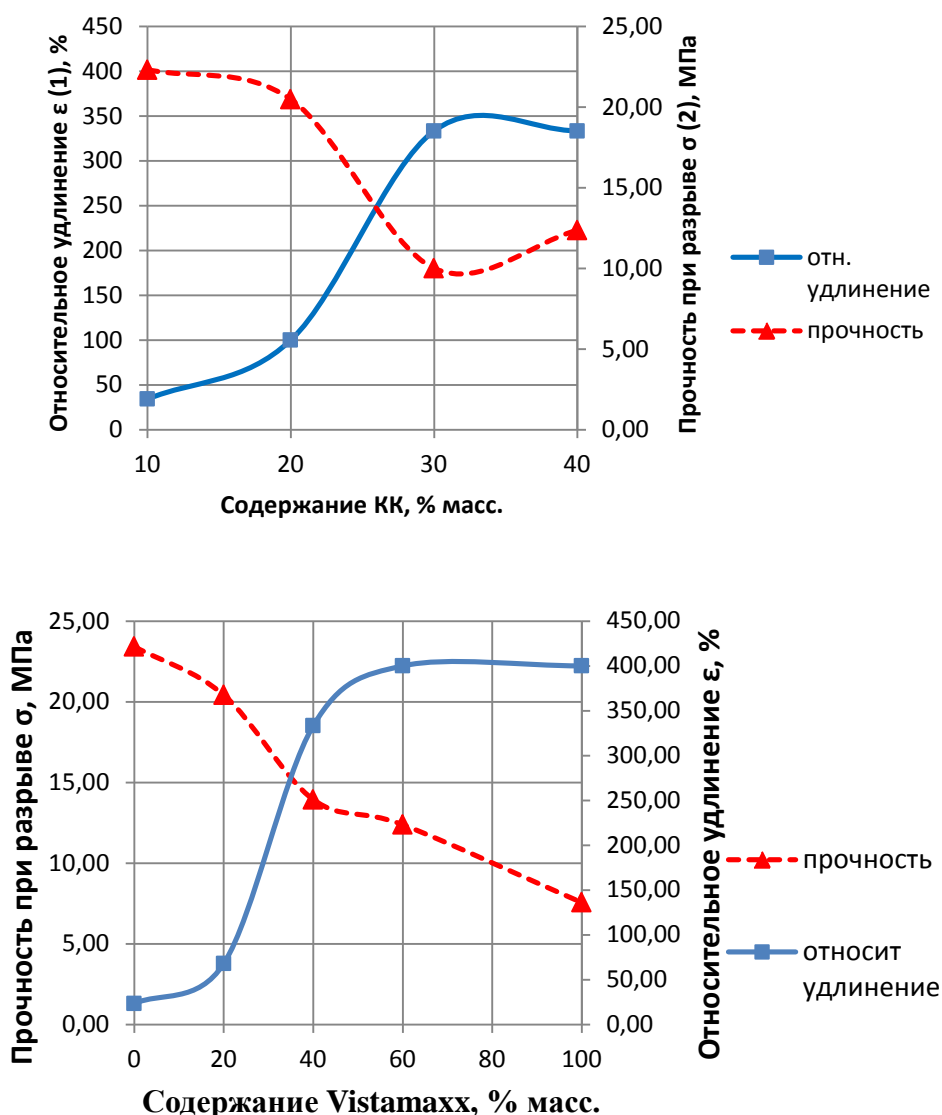 Относительное удлинение ε (1), %
450
400
350
300
250
200
150
100
50
0
25,00
20,00
15,00
10,00
5,00
0,00
Прочность при разрыве σ (2), МПа
10 20 30 40
Содержание КК, % масс.
отн.
удлинение
прочность
Прочность при разрыве σ, МПа
25,00
20,00
15,00
10,00
5,00
0,00
450,00
400,00
350,00
300,00
250,00
200,00
150,00
100,00
50,00
0,00
Относительное удлинение ε, %
0 20 40 60 80 100
Содержание Vistamaxx, % масс.
прочность
относит
удлинение